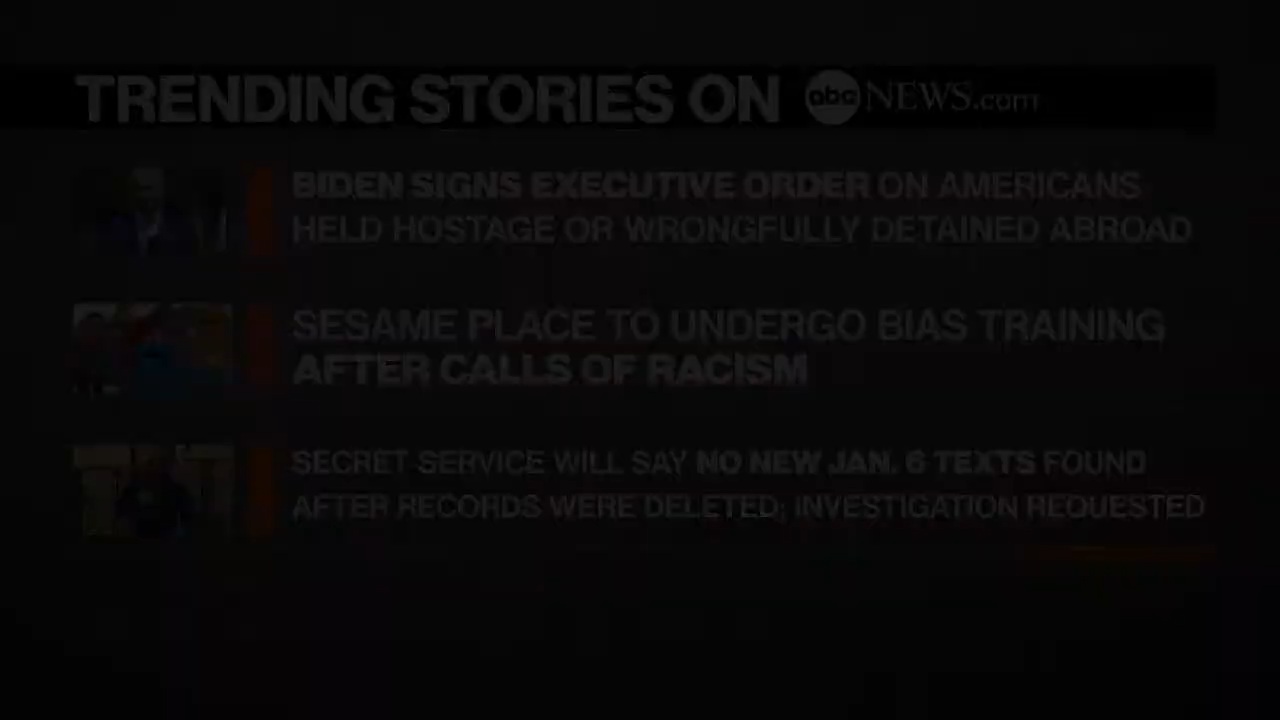 TRENDING STORIES ON abc NEWS.com
BIDEN SIGNS EXECUTIVE ORDER ON AMERICANS
HELD HOSTAGE OR WRONGFULLY DETAINED ABROAD
SESAME PLACE TO UNDERGO BIAS TRAINING
AFTER CALLS OF RACISM
SECRET SERVICE WILL SAY NO NEW JAN. 6 TEXTS FOUND
AFTER RECORDS WERE DELETED; INVESTIGATION REQUESTED